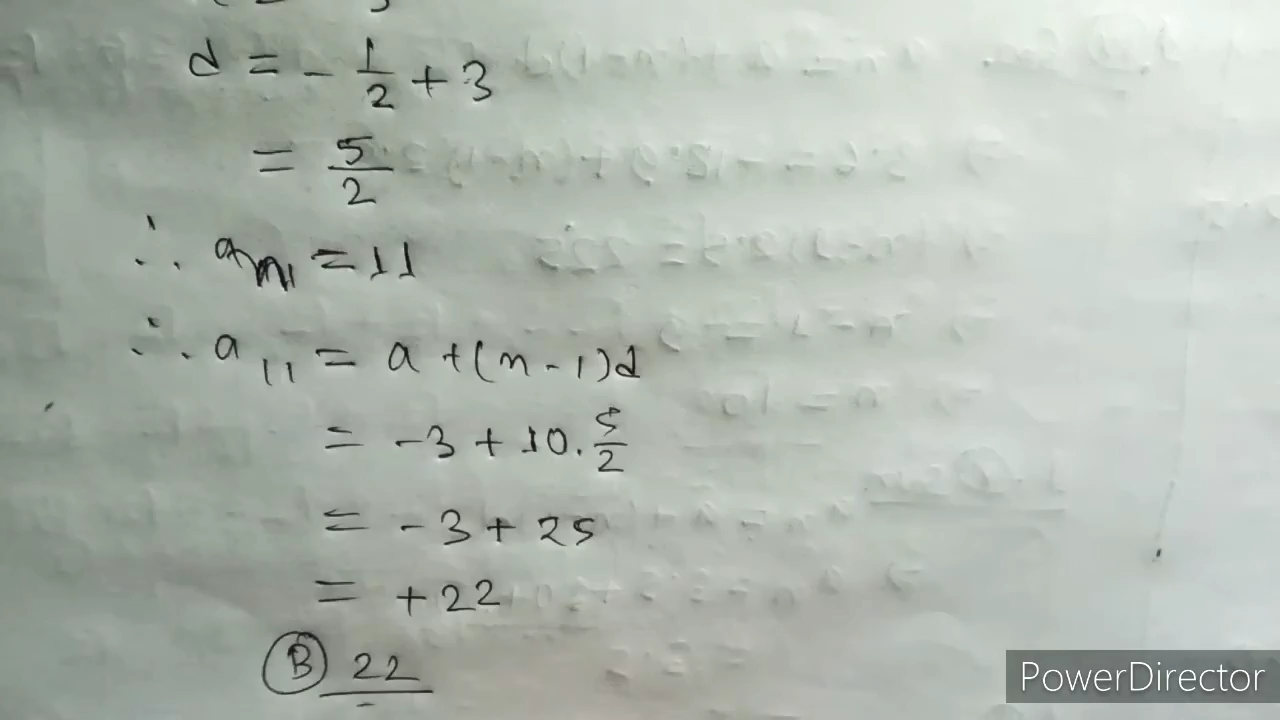 d = - 1/2 + 3
= 5/2
∴ an = 11
∴ a11 = a + (n - 1)d
= -3 + 10. 5/2
= -3 + 25
= +22
(B) 22
PowerDirector